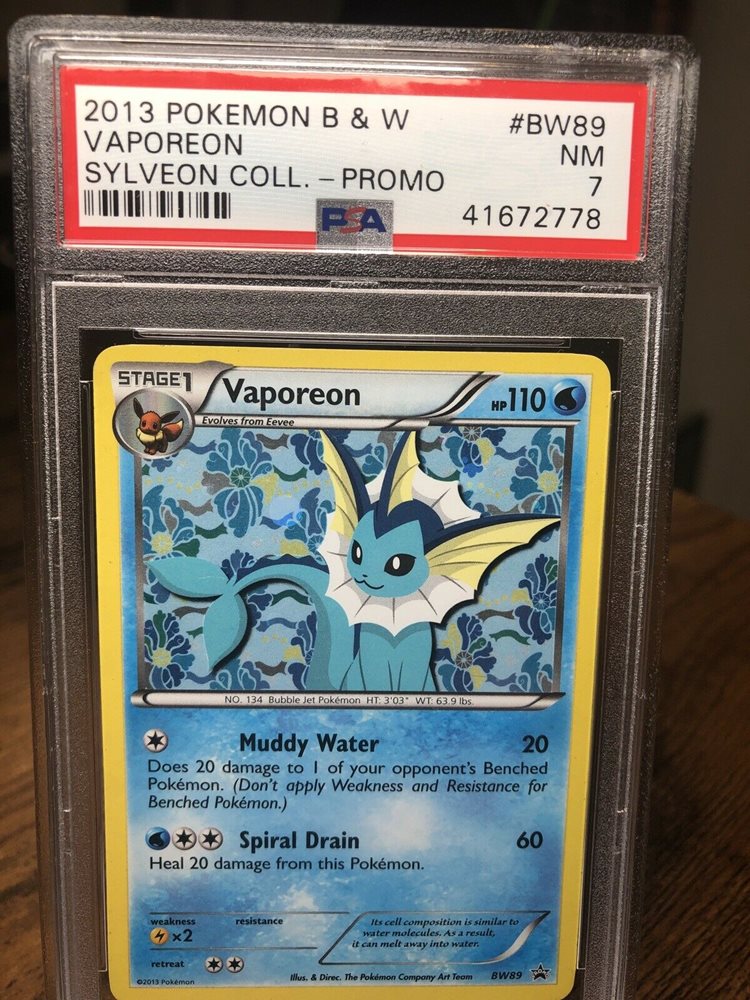 2013 POKEMON B & W #BW89
VAPOREON NM
SYLVEON COLL. – PROMO 7
PSA 41672778
STAGE1 Vaporeon HP110
Evolves from Eevee
NO. 134 Bubble Jet Pokémon HT: 3'03" WT: 63.9 lbs.
Muddy Water 20
Does 20 damage to 1 of your opponent's Benched
Pokémon. (Don't apply Weakness and Resistance for
Benched Pokémon.)
Spiral Drain 60
Heal 20 damage from this Pokémon.
weakness resistance
×2
retreat
Its cell composition is similar to
water molecules. As a result,
it can melt away into water.
©2013 Pokémon Illus. & Direc. The Pokémon Company Art Team BW89